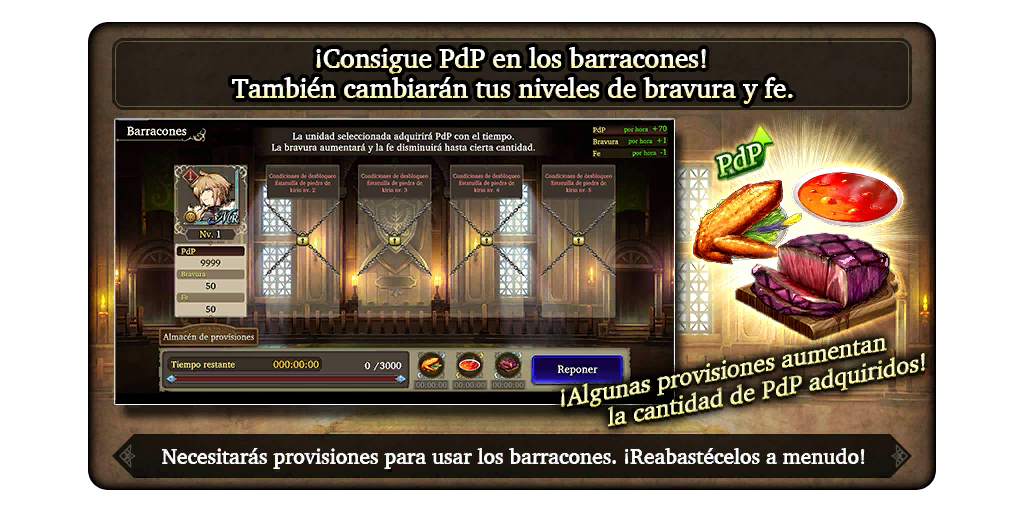 ¡Consigue PdP en los barracones!
También cambiarán tus niveles de bravura y fe.
Barracones
La unidad seleccionada adquirirá PdP con el tiempo.
La bravura aumentará y la fe disminuirá hasta cierta cantidad.
PdP por hora +70
Bravura por hora +1
Fe por hora -1
Condiciones de desbloqueo
Estatuilla de piedra de
kirin nv. 2
Condiciones de desbloqueo
Estatuilla de piedra de
kirin nv. 3
Condiciones de desbloqueo
Estatuilla de piedra de
kirin nv. 4
Condiciones de desbloqueo
Estatuilla de piedra de
kirin nv. 5
1
MR
Nv. 1
PdP
9999
Bravura
50
Fe
50
PdP
Almacén de provisiones
Tiempo restante 000:00:00 0 /3000
00:00:00 00:00:00 00:00:00
Reponer
¡Algunas provisiones aumentan
la cantidad de PdP adquiridos!
Necesitarás provisiones para usar los barracones. ¡Reabastécelos a menudo!